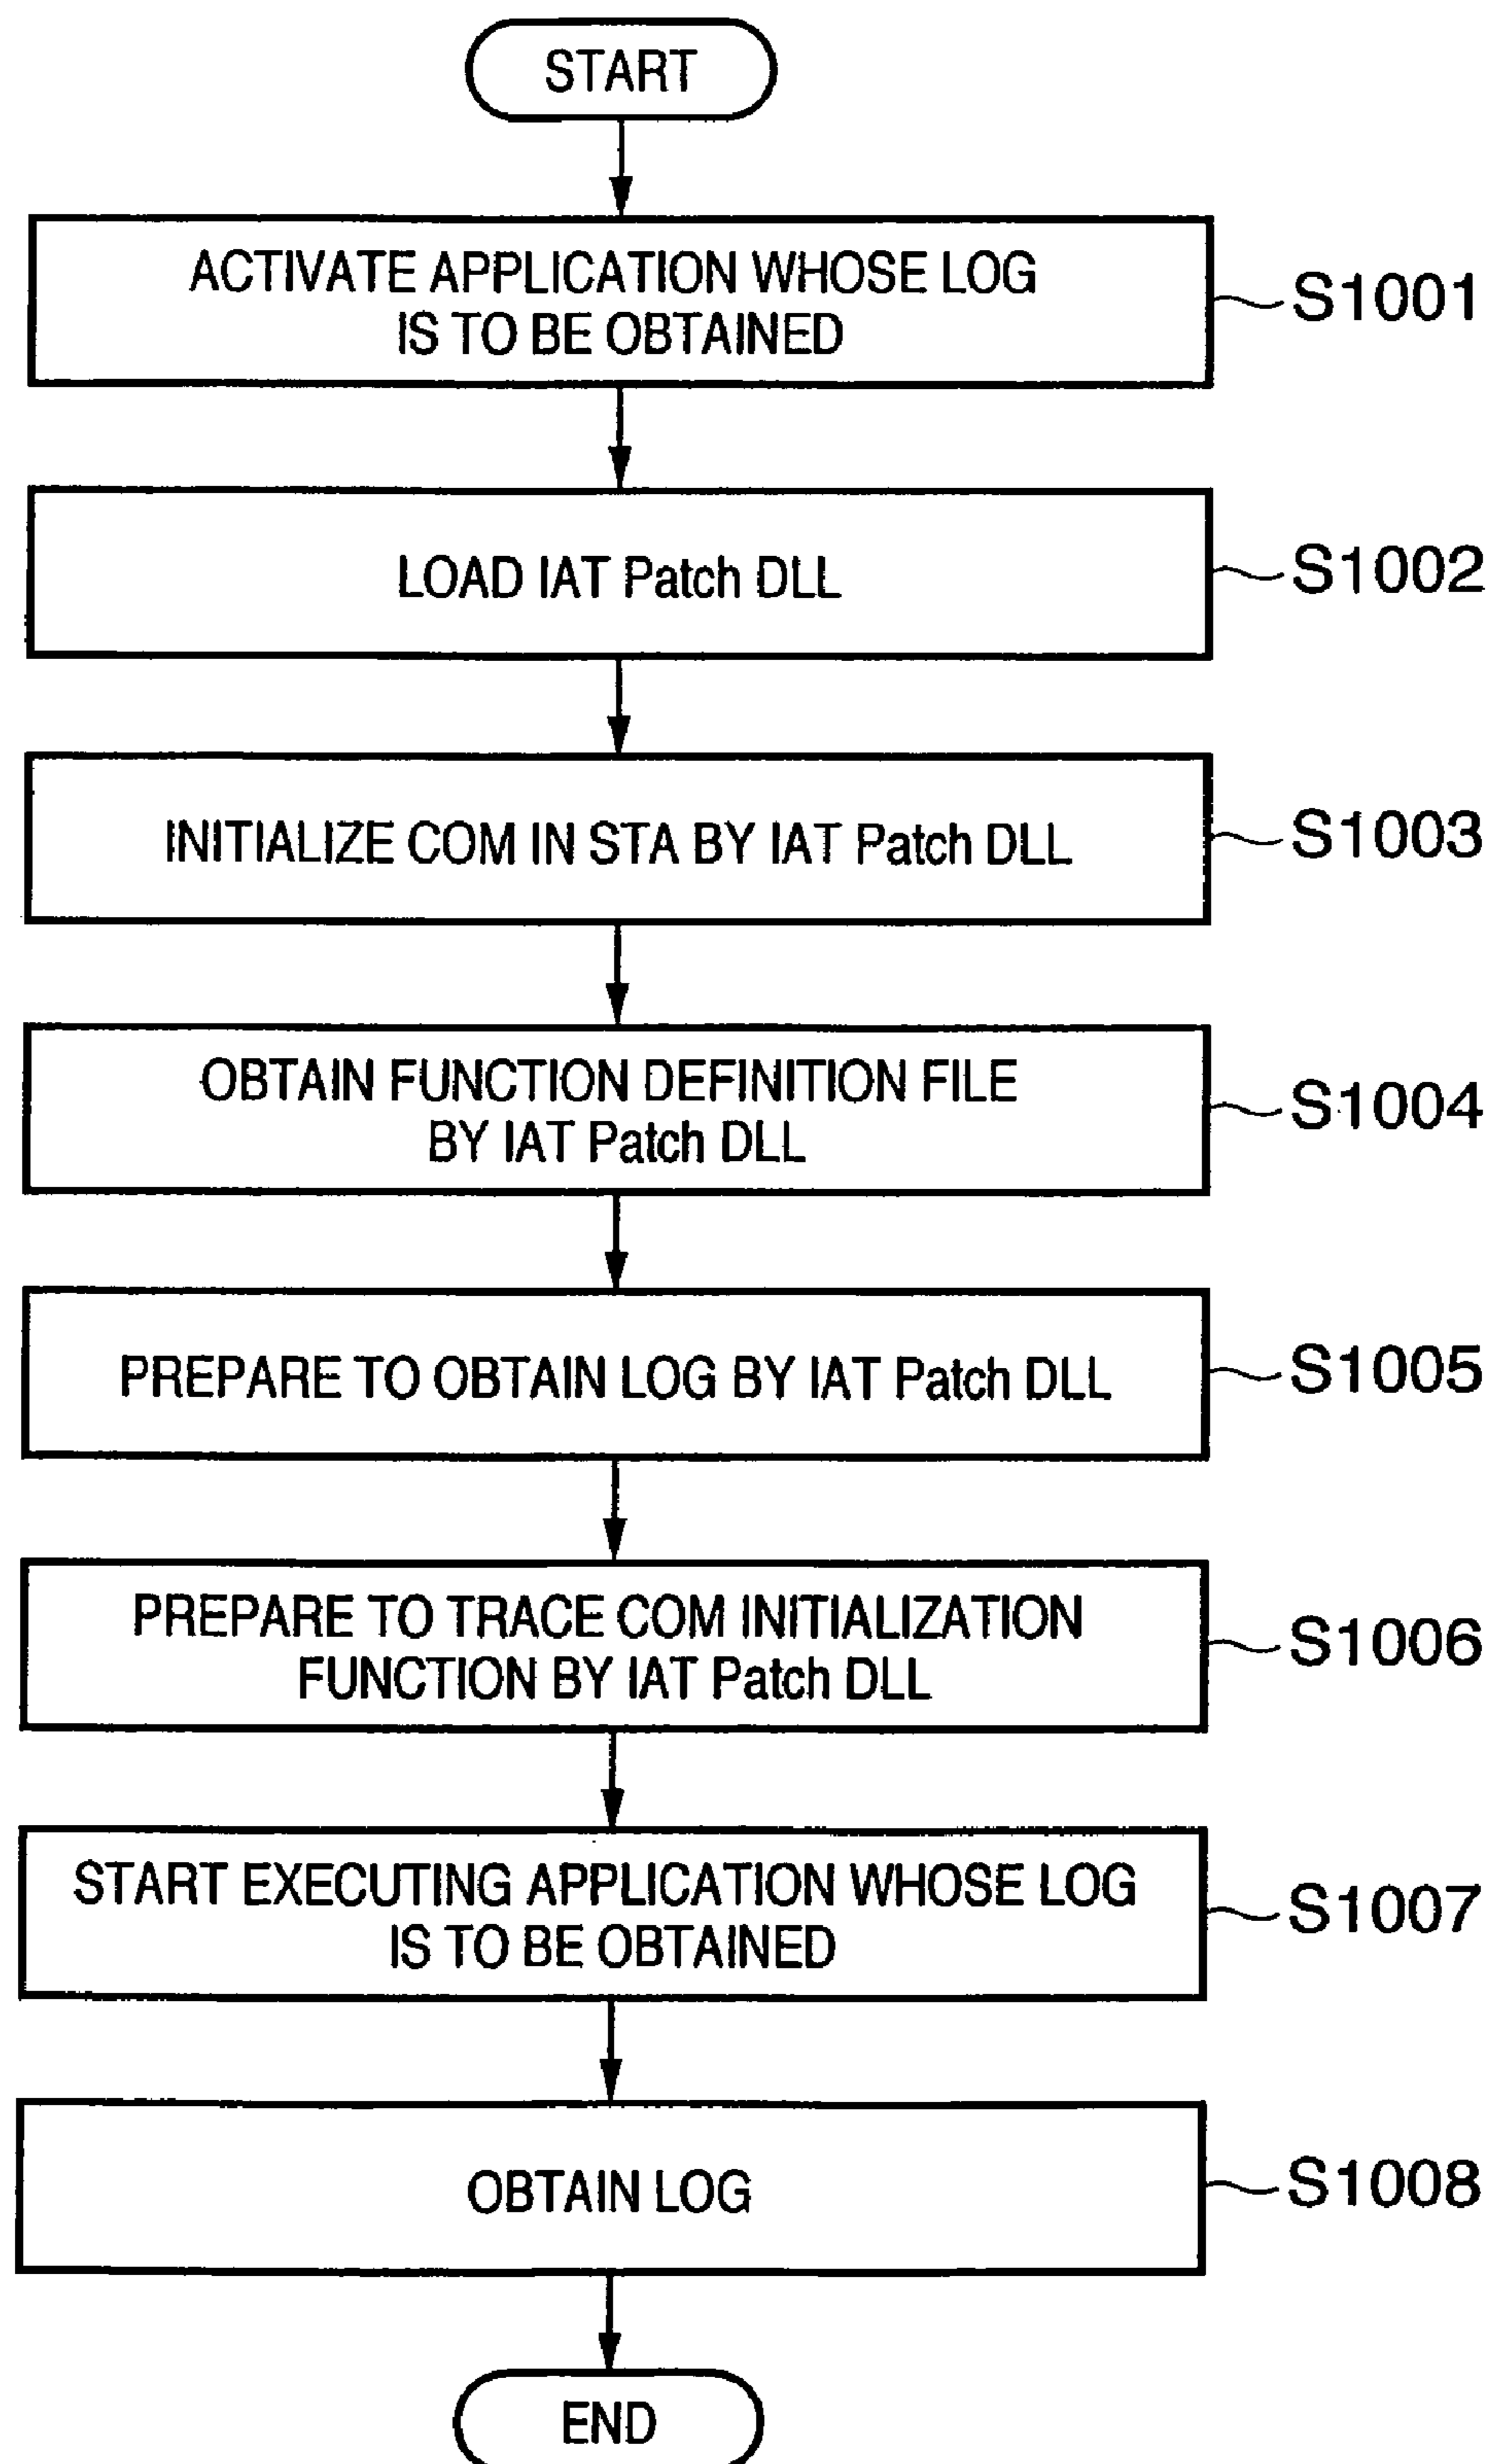 START
ACTIVATE APPLICATION WHOSE LOG
IS TO BE OBTAINED
S1001
LOAD IAT Patch DLL
S1002
INITIALIZE COM IN STA BY IAT Patch DLL
S1003
OBTAIN FUNCTION DEFINITION FILE
BY IAT Patch DLL
S1004
PREPARE TO OBTAIN LOG BY IAT Patch DLL
S1005
PREPARE TO TRACE COM INITIALIZATION
FUNCTION BY IAT Patch DLL
S1006
START EXECUTING APPLICATION WHOSE LOG
IS TO BE OBTAINED
S1007
OBTAIN LOG
S1008
END